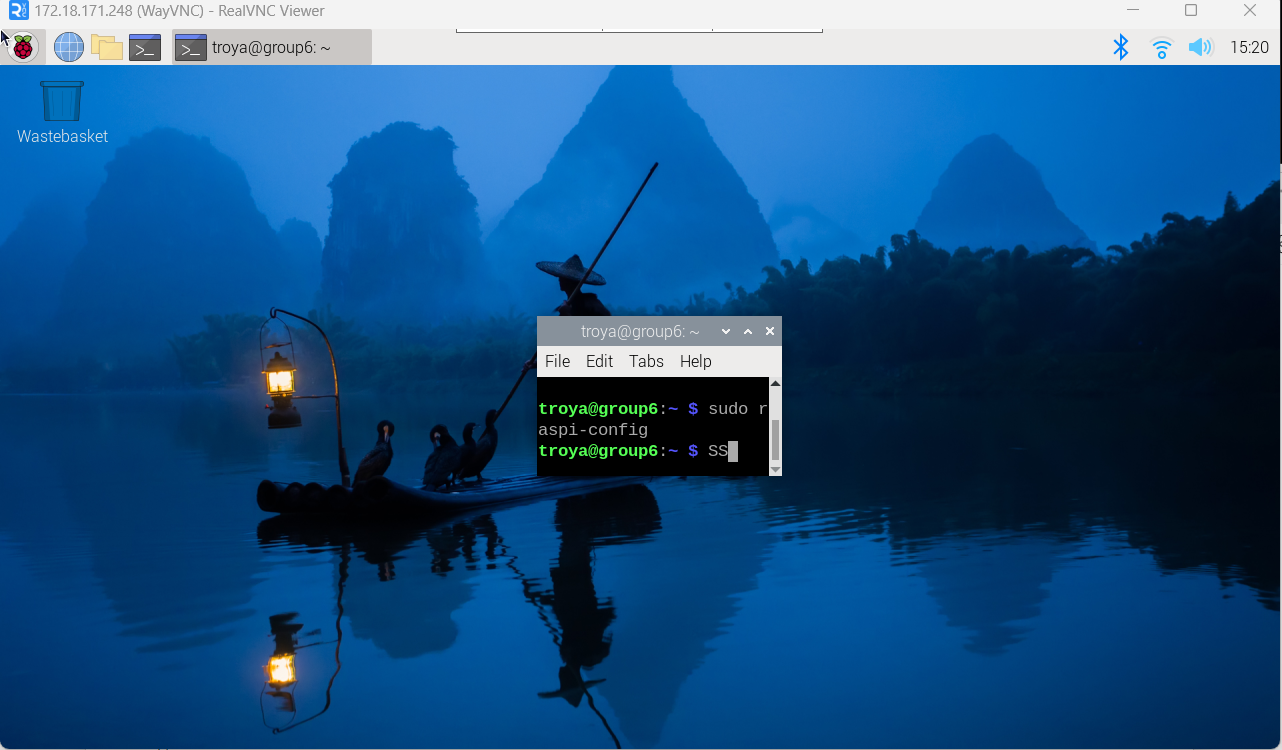 172.18.171.248 (WayVNC) - RealVNC Viewer
troya@group6: ~
15:20
Wastebasket
troya@group6: ~
File Edit Tabs Help
troya@group6:~ $ sudo r
aspi-config
troya@group6:~ $ SS